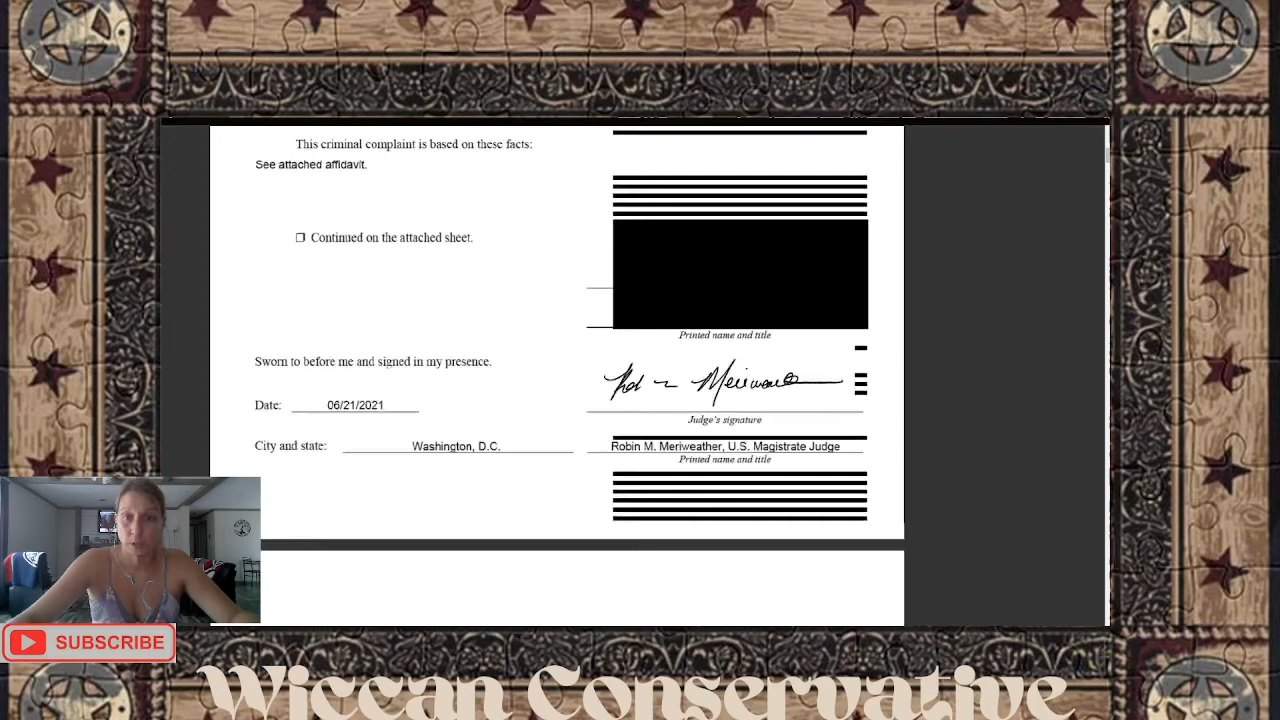 This criminal complaint is based on these facts:
See attached affidavit.
❒ Continued on the attached sheet.
Printed name and title
Sworn to before me and signed in my presence.
Judge's signature
Date: 06/21/2021
City and state: Washington, D.C.
Robin M. Meriweather, U.S. Magistrate Judge
Printed name and title
SUBSCRIBE
Wiccan Conservative